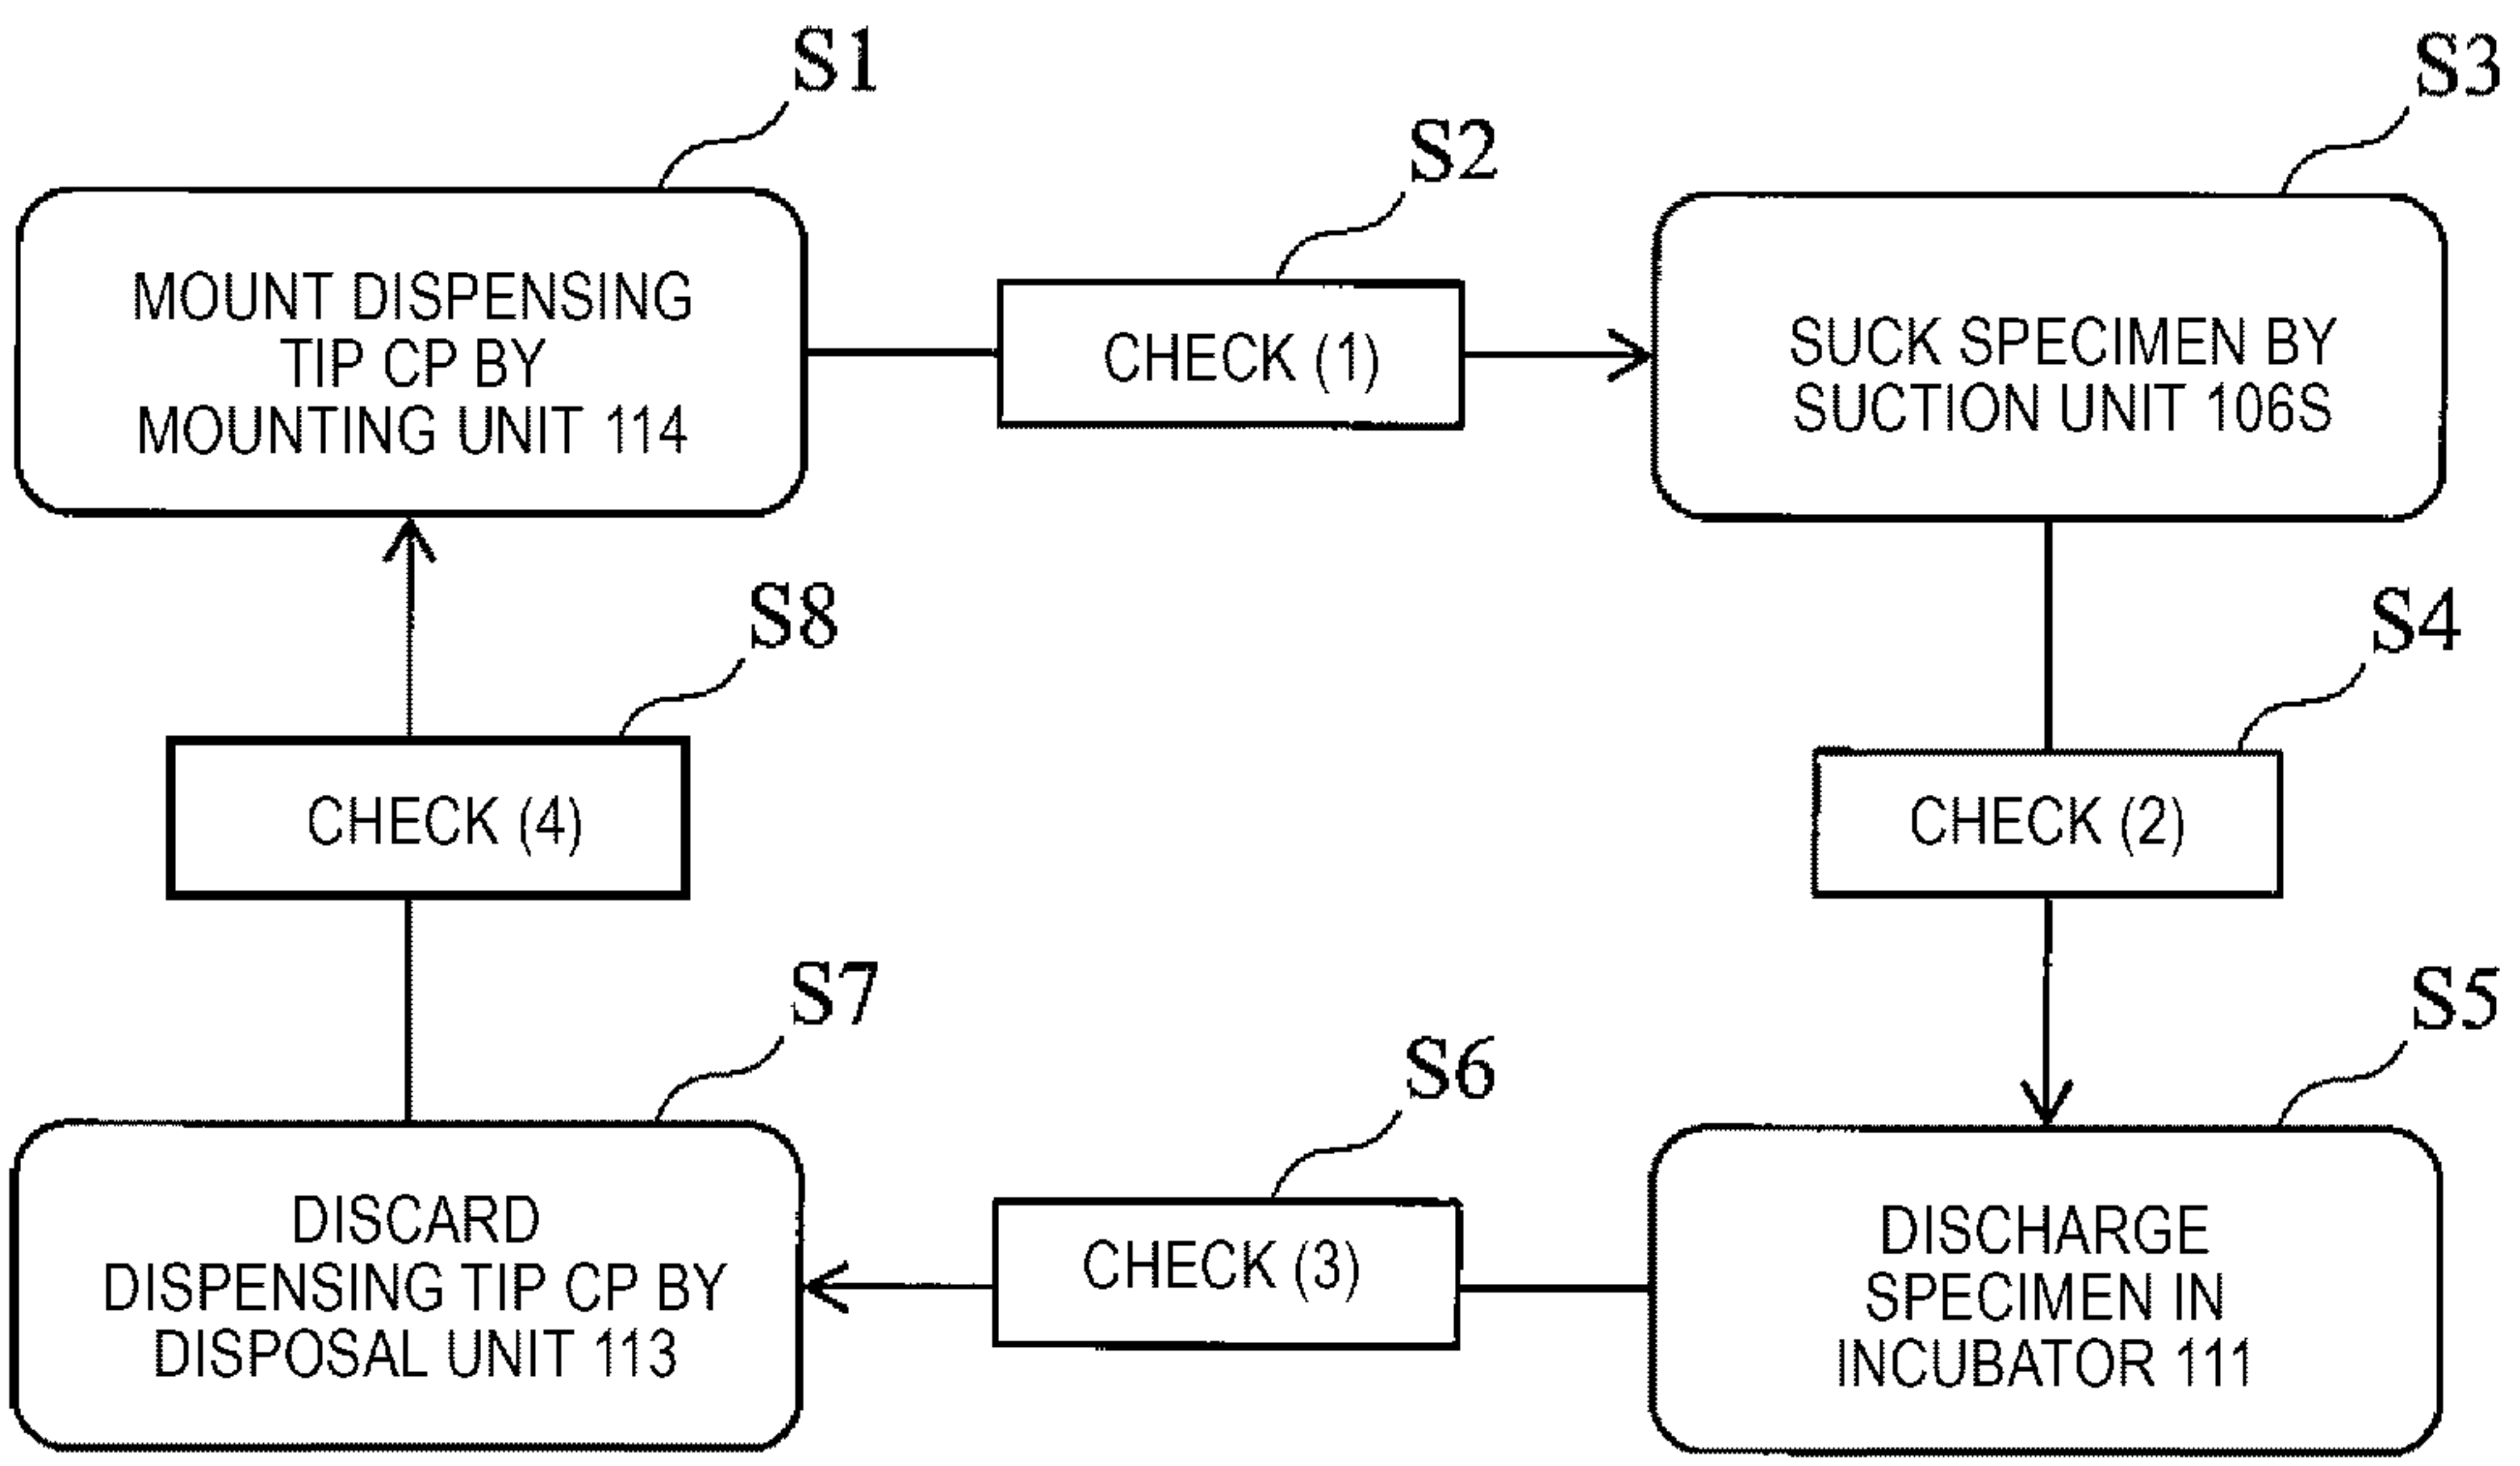 S1
MOUNT DISPENSING
TIP CP BY
MOUNTING UNIT 114
S2
CHECK (1)
S3
SUCK SPECIMEN BY
SUCTION UNIT 106S
S4
CHECK (2)
S5
DISCHARGE
SPECIMEN IN
INCUBATOR 111
S6
CHECK (3)
S7
DISCARD
DISPENSING TIP CP BY
DISPOSAL UNIT 113
S8
CHECK (4)